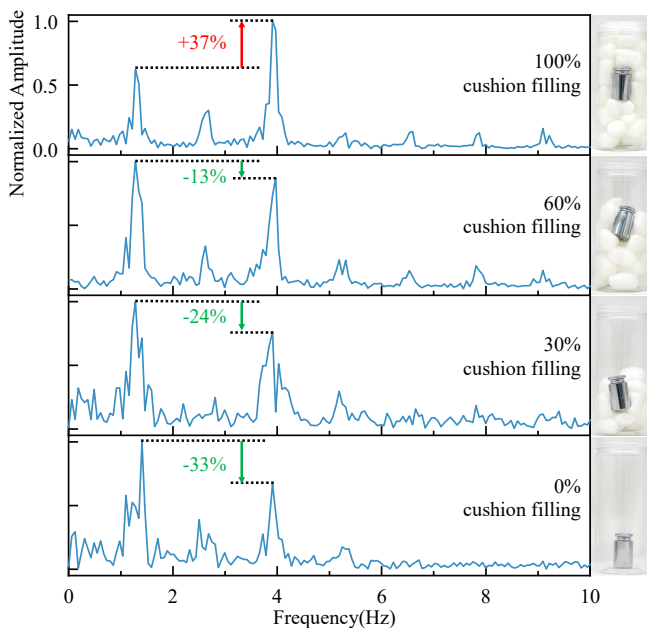 Normalized Amplitude
1.0
0.5
0.0
+37%
100%
cushion filling
-13%
60%
cushion filling
-24%
30%
cushion filling
-33%
0%
cushion filling
0 2 4 6 8 10
Frequency(Hz)